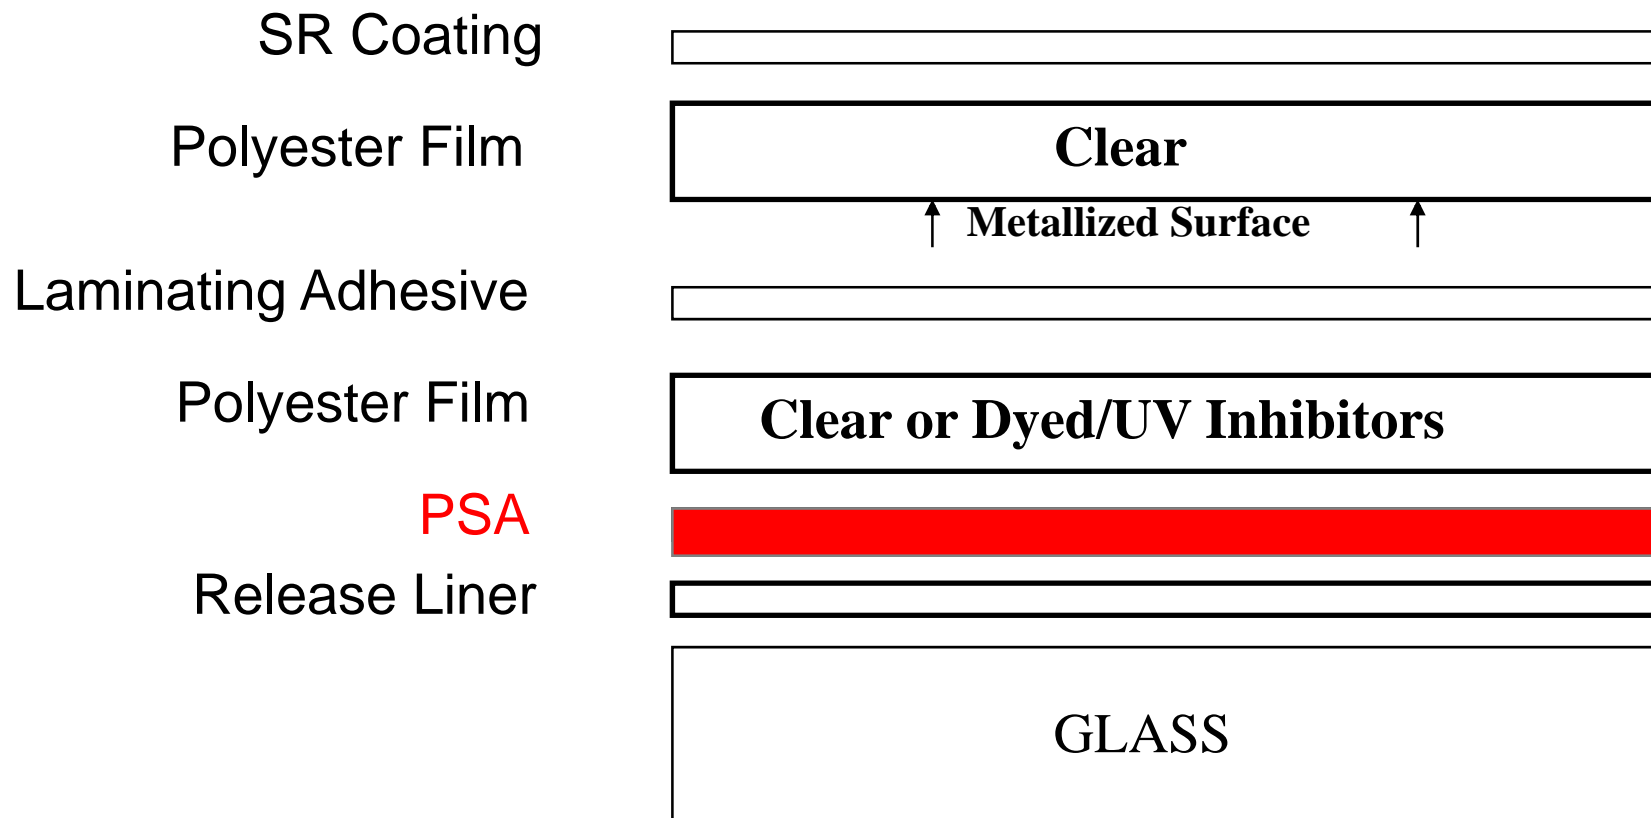 SR Coating
Polyester Film
Clear
Metallized Surface
Laminating Adhesive
Polyester Film
Clear or Dyed/UV Inhibitors
PSA
Release Liner
GLASS